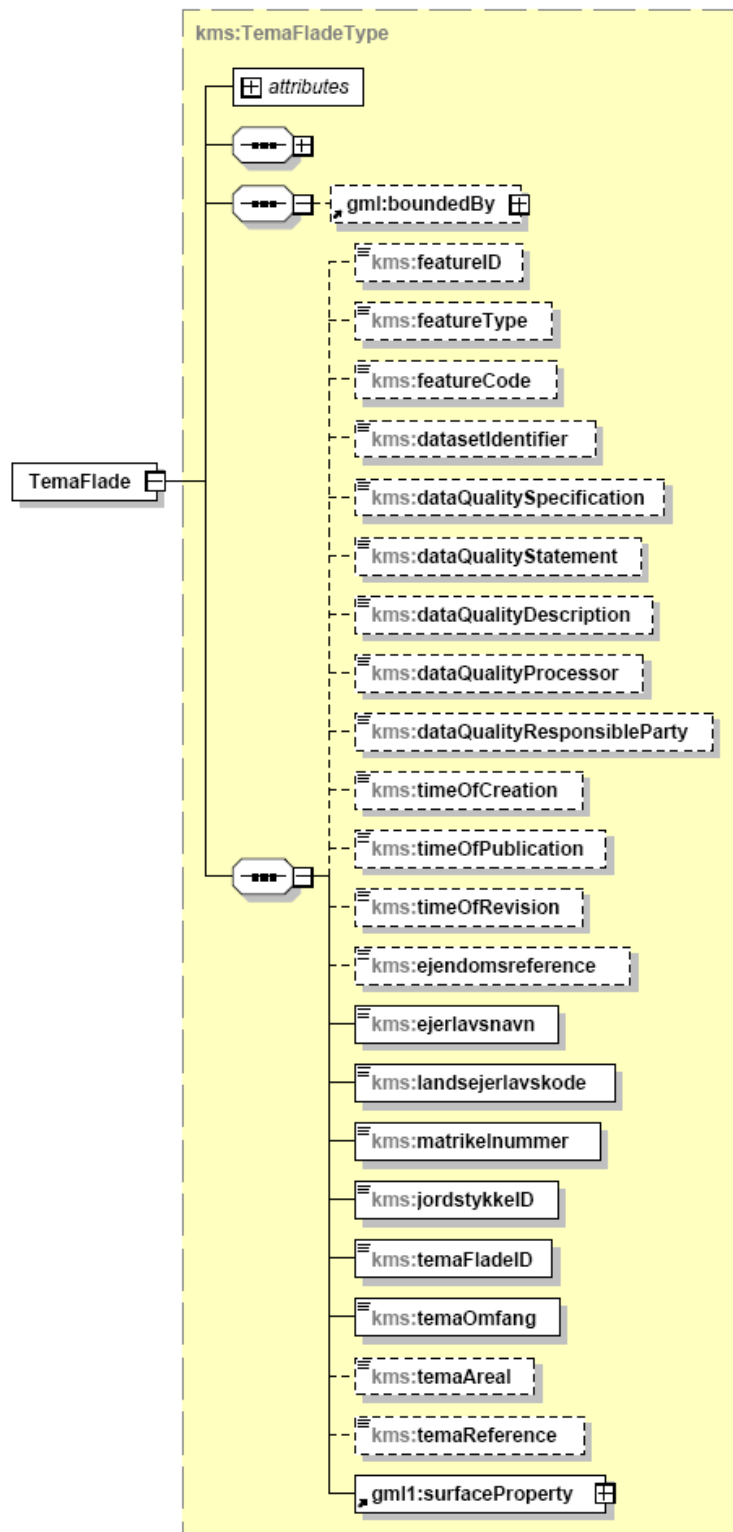 kms:TemaFladeType
attributes
gml:boundedBy
kms:featureID
kms:featureType
kms:featureCode
kms:datasetIdentifier
TemaFlade
kms:dataQualitySpecification
kms:dataQualityStatement
kms:dataQualityDescription
kms:dataQualityProcessor
kms:dataQualityResponsibleParty
kms:timeOfCreation
kms:timeOfPublication
kms:timeOfRevision
kms:ejendomsreference
kms:ejerlavsnavn
kms:landsejerlavskode
kms:matrikelnummer
kms:jordstykkeID
kms:temaFladeID
kms:temaOmfang
kms:temaAreal
kms:temaReference
gml1:surfaceProperty